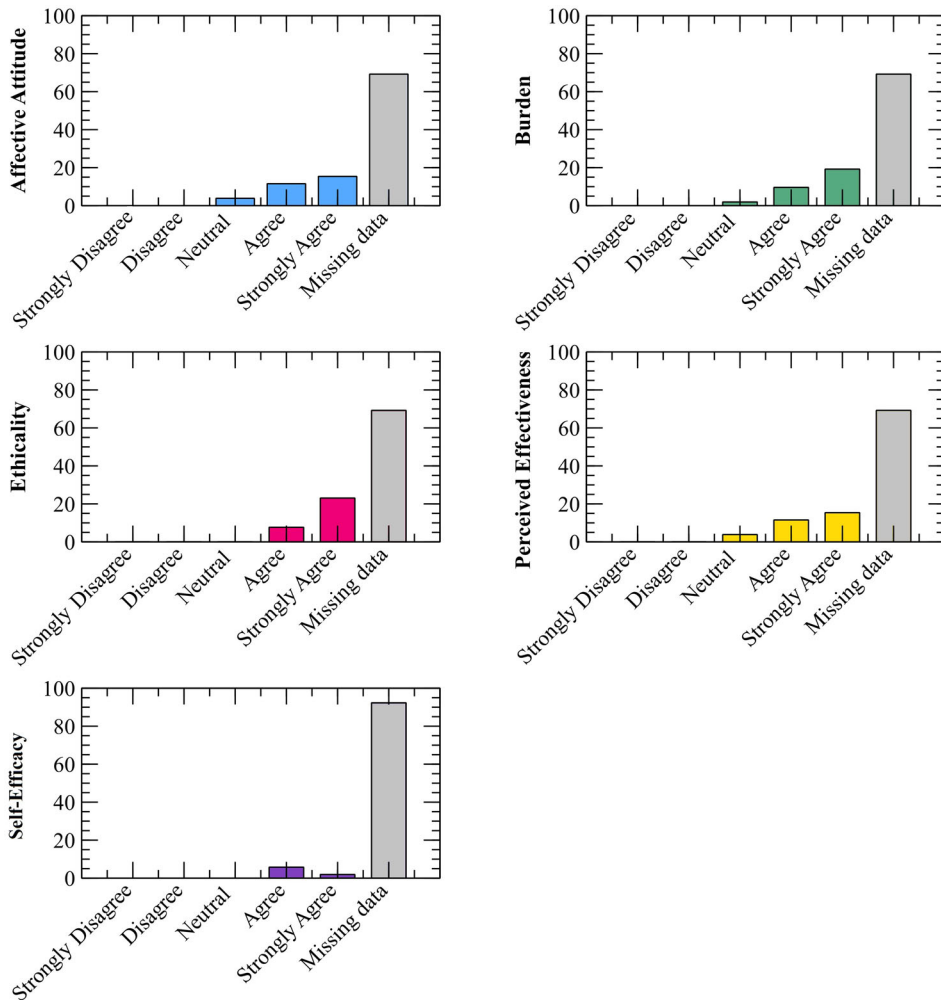 Affective Attitude
100
80
60
40
20
0
Strongly Disagree
Disagree
Neutral
Agree
Strongly Agree
Missing data
Burden
100
80
60
40
20
0
Strongly Disagree
Disagree
Neutral
Agree
Strongly Agree
Missing data
Ethicality
100
80
60
40
20
0
Strongly Disagree
Disagree
Neutral
Agree
Strongly Agree
Missing data
Perceived Effectiveness
100
80
60
40
20
0
Strongly Disagree
Disagree
Neutral
Agree
Strongly Agree
Missing data
Self-Efficacy
100
80
60
40
20
0
Strongly Disagree
Disagree
Neutral
Agree
Strongly Agree
Missing data